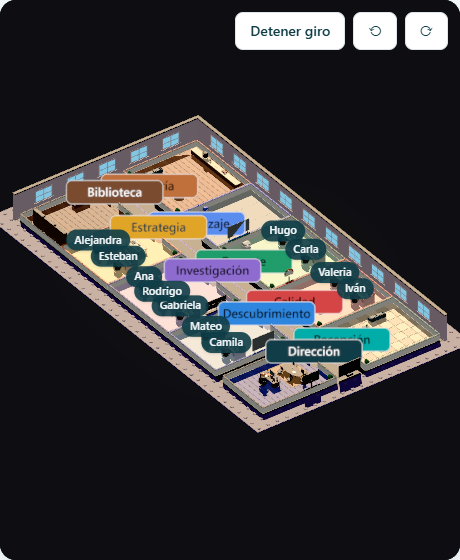 Detener giro
Biblioteca
Estrategia
Hugo
Alejandra
Carla
Esteban
Investigación
Valeria
Ana
Iván
Rodrigo
Gabriela
Descubrimiento
Mateo
Camila
Dirección